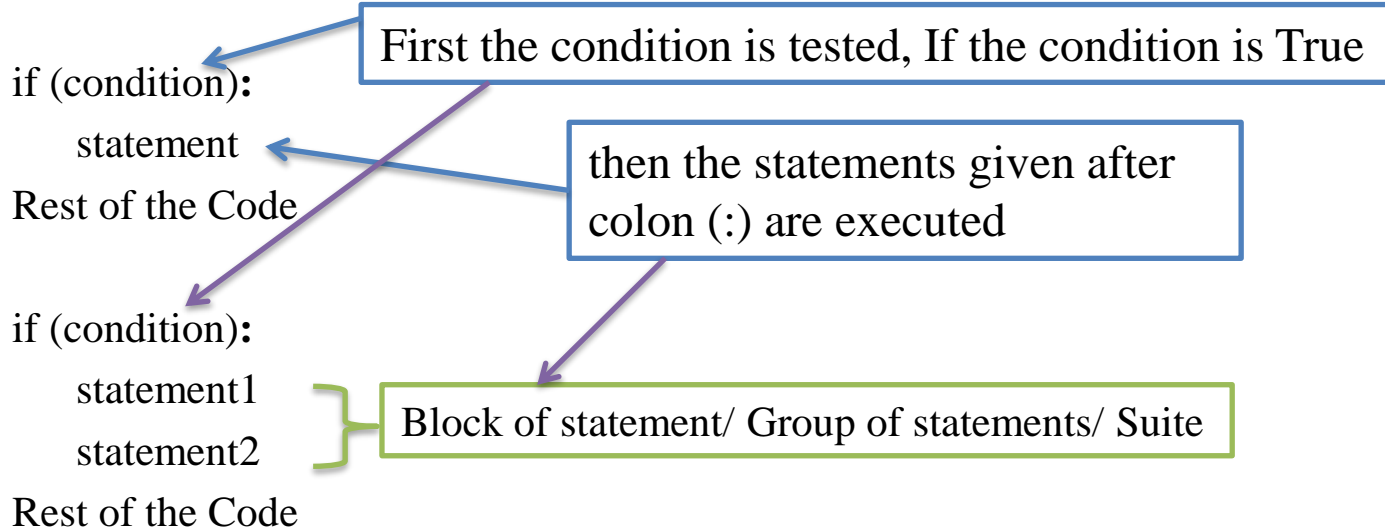 First the condition is tested, If the condition is True
if (condition):
statement
then the statements given after
colon (:) are executed
Rest of the Code
if (condition):
statement1
statement2
Block of statement/ Group of statements/ Suite
Rest of the Code